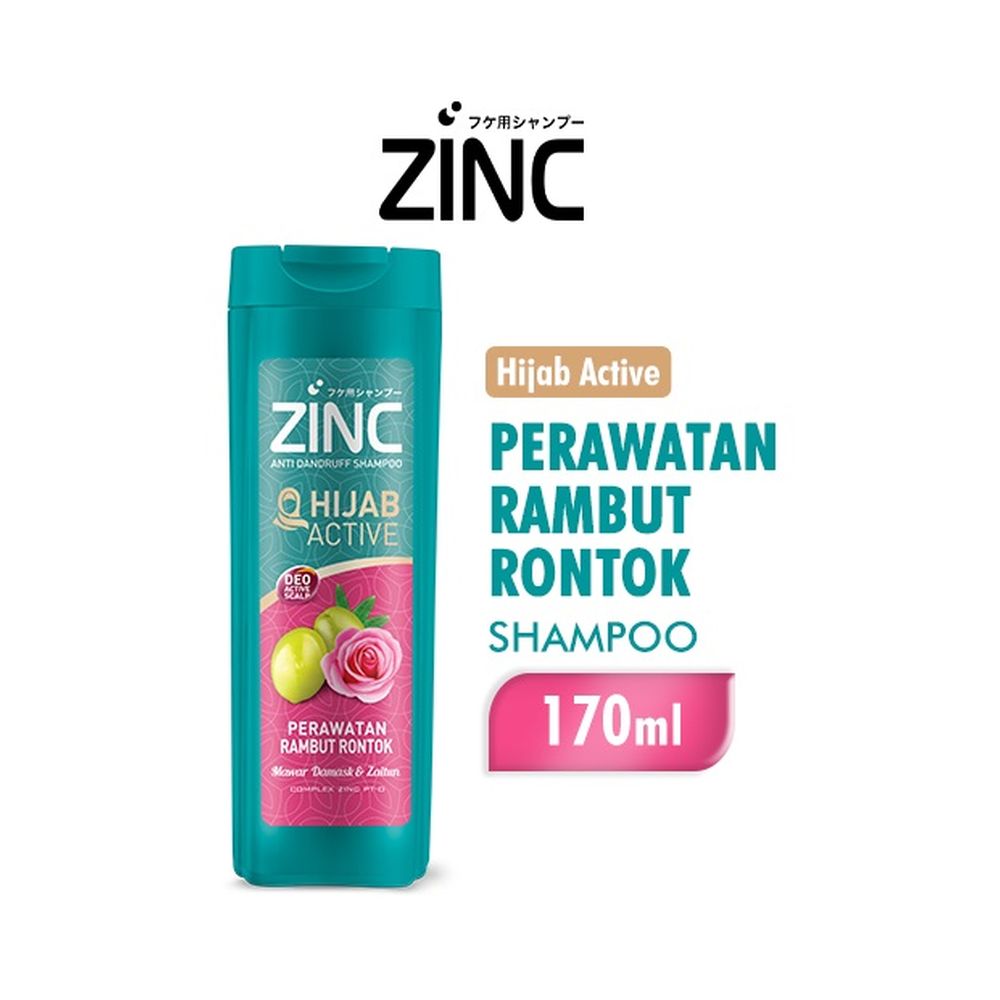 フケ用シャンプー
ZINC
フケ用シャンプー
ZINC
ANTI DANDRUFF SHAMPOO
HIJAB
ACTIVE
DEO
ACTIVE
SCALP
PERAWATAN
RAMBUT RONTOK
Mawar Damask & Zaitun
COMPLEX ZINC PT-O
Hijab Active
PERAWATAN
RAMBUT
RONTOK
SHAMPOO
170ml